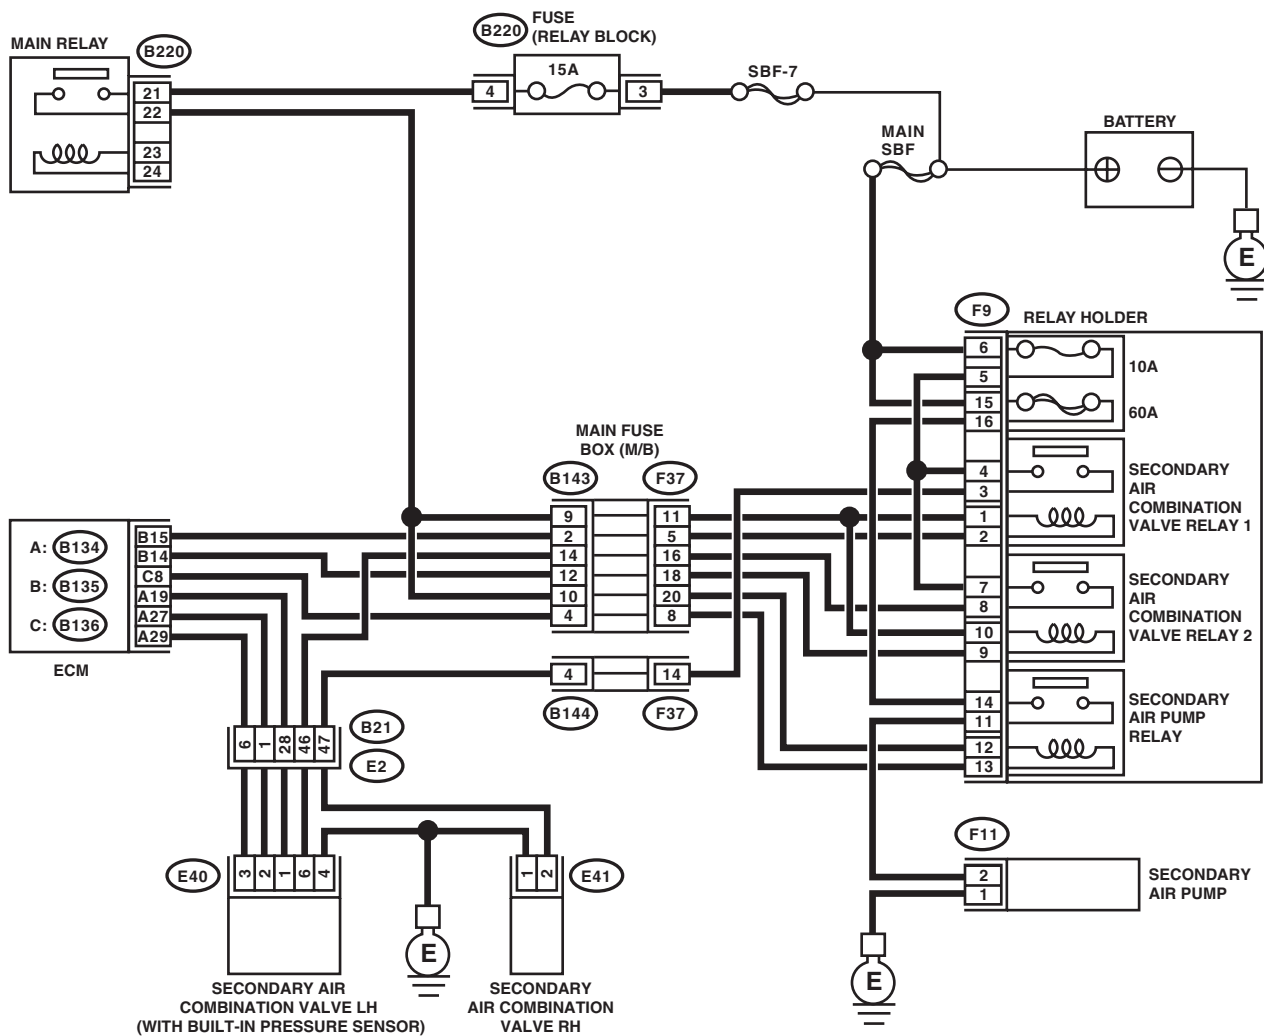 MAIN RELAY
B220
21
22
23
24
B220
FUSE
(RELAY BLOCK)
15A
4
3
SBF-7
MAIN
SBF
BATTERY
E
F9
RELAY HOLDER
6
5
15
16
10A
60A
4
3
1
2
SECONDARY
AIR
COMBINATION
VALVE RELAY 1
7
8
10
9
SECONDARY
AIR
COMBINATION
VALVE RELAY 2
14
11
12
13
SECONDARY
AIR PUMP
RELAY
MAIN FUSE
BOX (M/B)
B143
F37
9
11
2
5
14
16
12
18
10
20
4
8
4
14
B144
F37
A: B134
B: B135
C: B136
B15
B14
C8
A19
A27
A29
ECM
6
1
28
46
47
B21
E2
E40
3
2
1
6
4
1
2
E41
E
SECONDARY AIR
COMBINATION VALVE LH
(WITH BUILT-IN PRESSURE SENSOR)
SECONDARY
AIR COMBINATION
VALVE RH
F11
2
1
SECONDARY
AIR PUMP
E